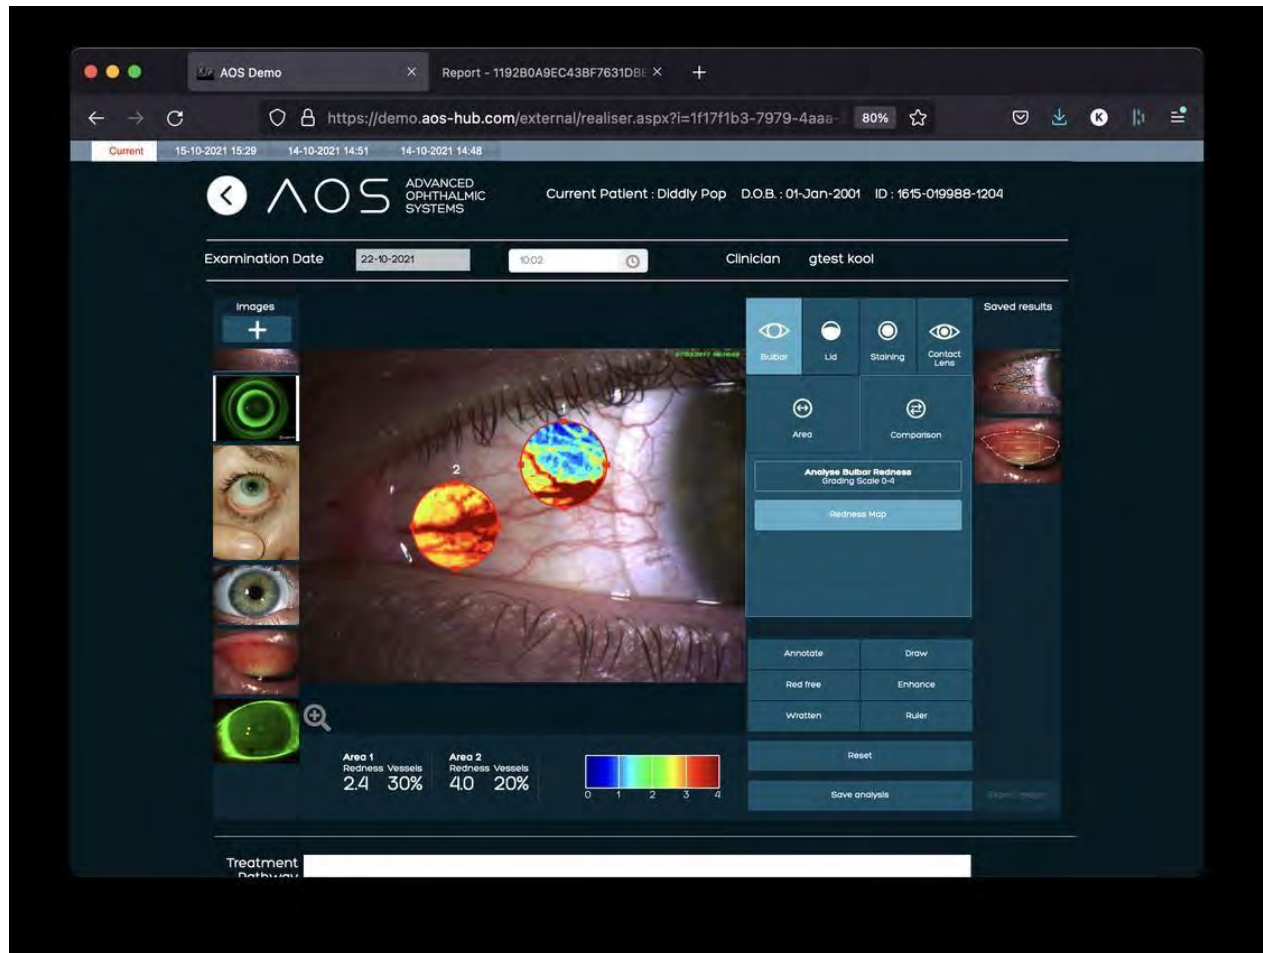 AOS Demo
Report - 1192B0A9EC43BF7631DBE
https://demo.aos-hub.com/external/realiser.aspx?i=1f17f1b3-7979-4aaa-
80%
K
Current 15-10-2021 15:29 14-10-2021 14:51 14-10-2021 14:48
AOS ADVANCED
OPHTHALMIC
SYSTEMS
Current Patient : Diddly Pop D.O.B. : 01-Jan-2001 ID : 1615-019988-1204
Examination Date 22-10-2021 10:02 Clinician gtest kool
Images
Saved results
Bulbar Lid Staining Contact
Lens
1
2
Area Comparison
Analyse Bulbar Redness
Grading Scale 0-4
Redness Map
Annotate Draw
Red free Enhance
Wratten Ruler
Reset
Save analysis
Area 1 Area 2
Redness Vessels Redness Vessels
2.4 30% 4.0 20%
0 1 2 3 4
Treatment
Pathway